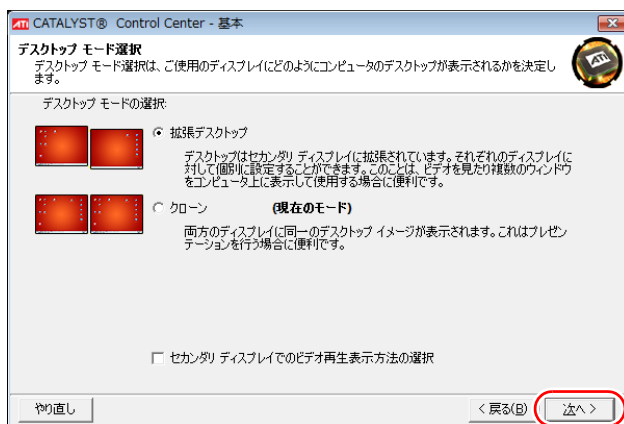 ATI CATALYST® Control Center - 基本
デスクトップ モード選択
デスクトップ モード選択は、ご使用のディスプレイにどのようにコンピュータのデスクトップが表示されるかを決定し
ます。
ATI
デスクトップ モードの選択:
拡張デスクトップ
デスクトップはセカンダリ ディスプレイに拡張されています。それぞれのディスプレイに
対して個別に設定することができます。このことは、ビデオを見たり複数のウィンドウ
をコンピュータ上に表示して使用する場合に便利です。
クローン (現在のモード)
両方のディスプレイに同一のデスクトップ イメージが表示されます。これはプレゼン
テーションを行う場合に便利です。
セカンダリ ディスプレイでのビデオ再生表示方法の選択
やり直し < 戻る(B) 次へ >